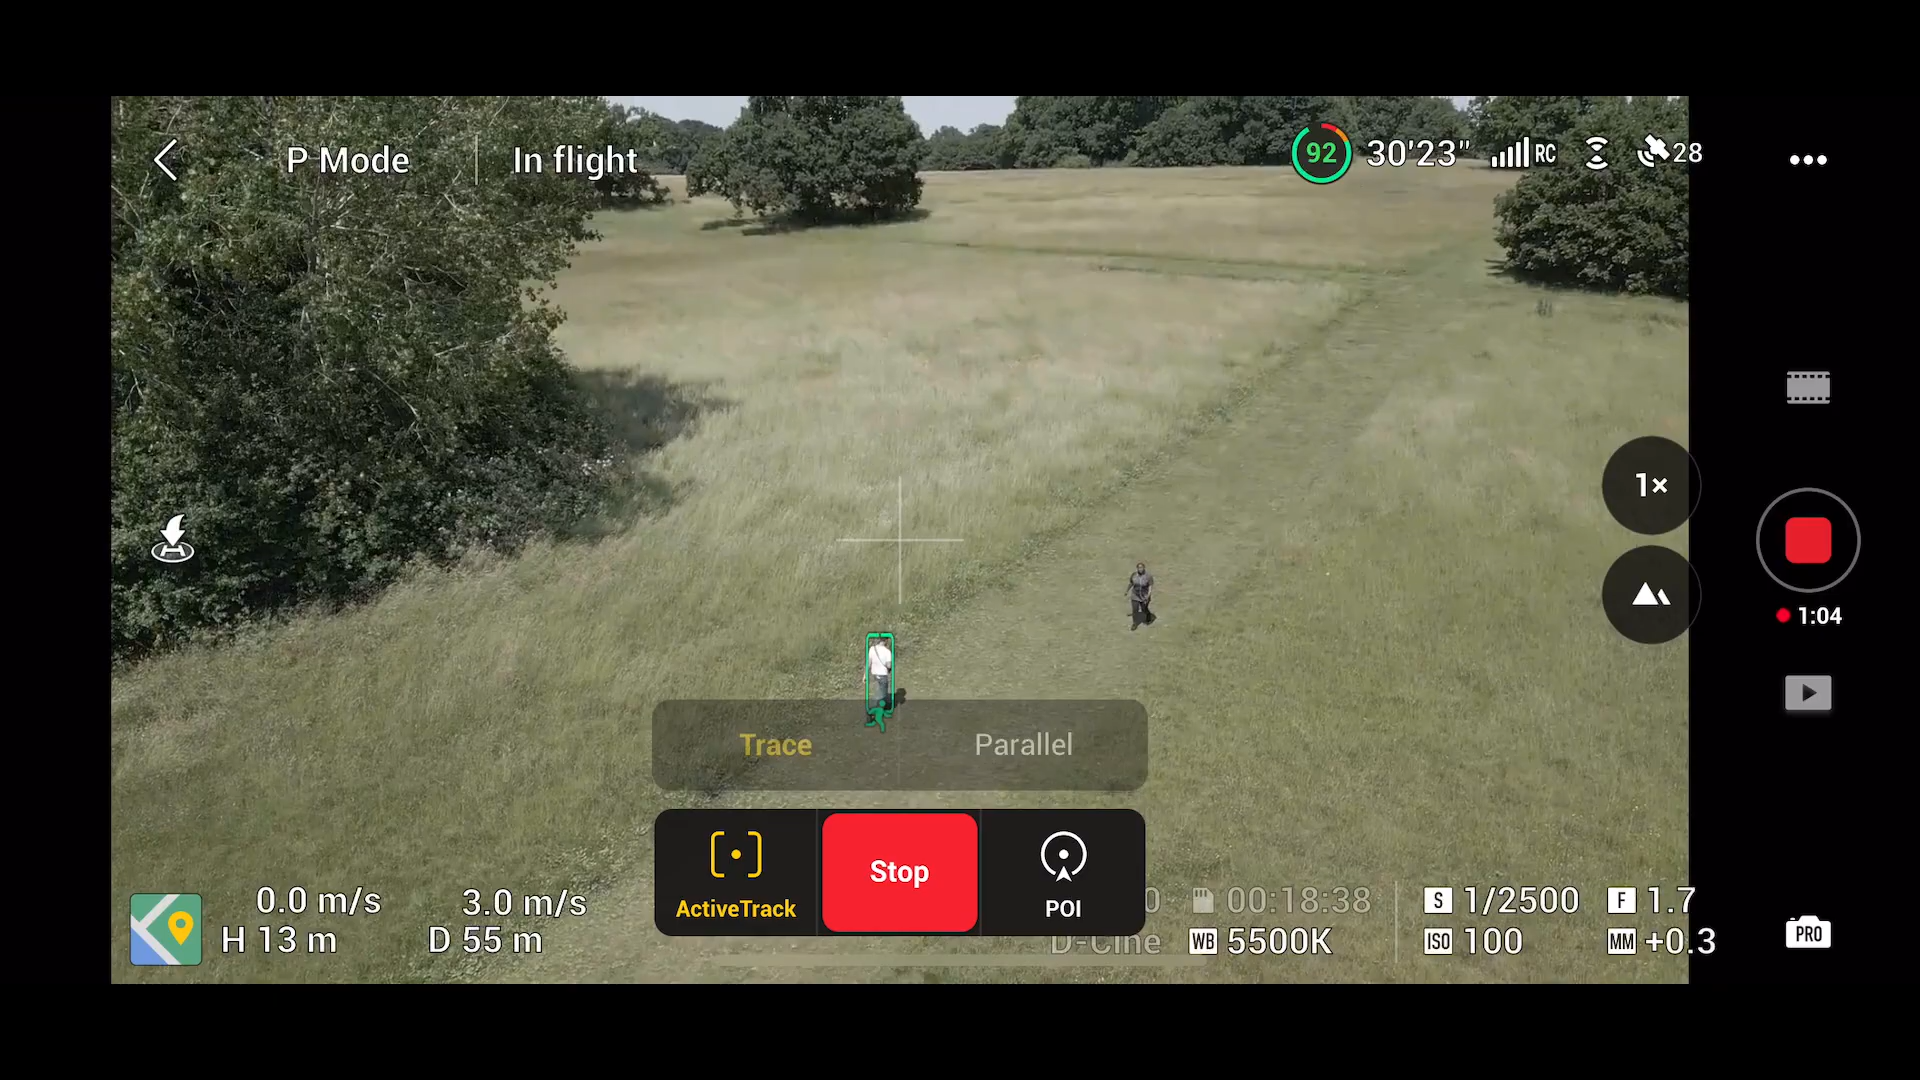 P Mode
In flight
92
30'23"
RC
28
1×
1:04
Trace
Parallel
ActiveTrack
Stop
POI
0.0 m/s
3.0 m/s
H 13 m
D 55 m
0
00:18:38
D-Cine
WB 5500K
S 1/2500
F 1.7
ISO 100
MM +0.3
PRO